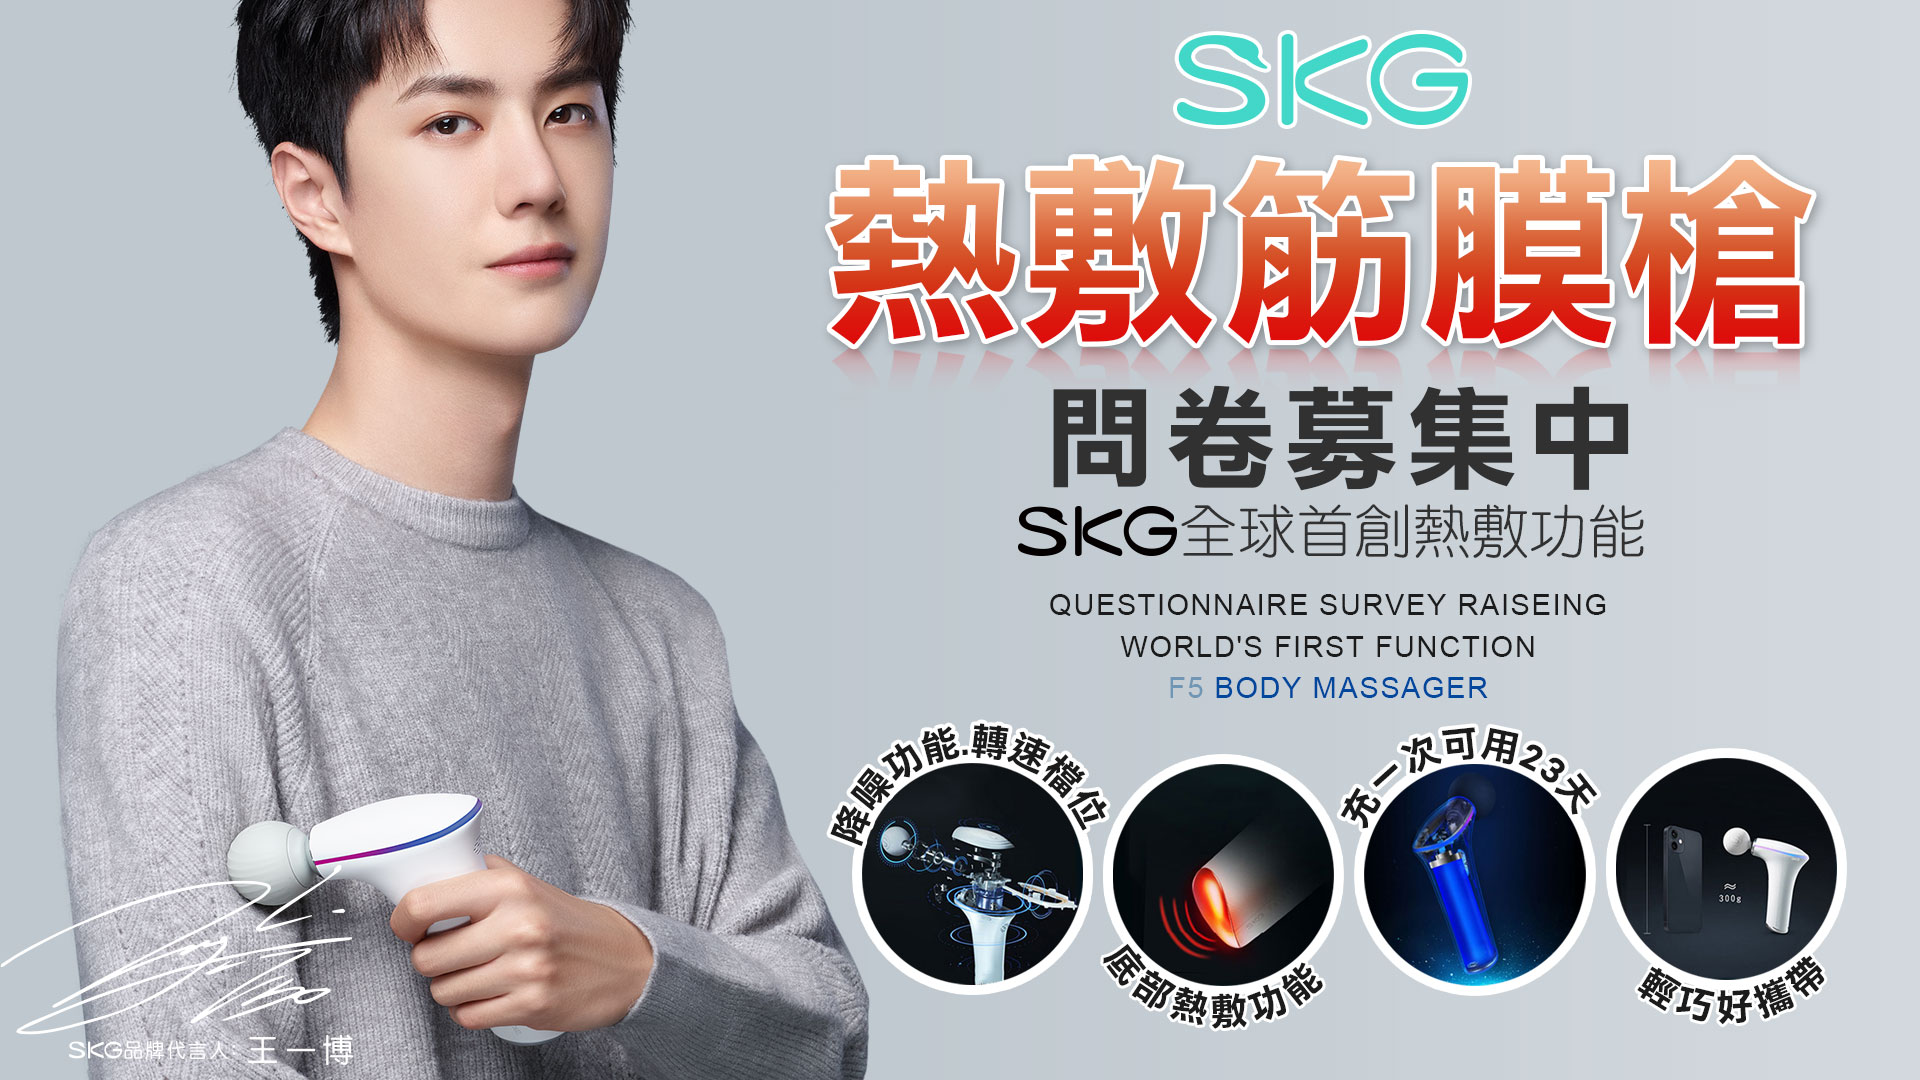 SKG
熱敷筋膜槍
問卷募集中
SKG全球首創熱敷功能
QUESTIONNAIRE SURVEY RAISEING
WORLD'S FIRST FUNCTION
F5 BODY MASSAGER
降噪功能.轉速檔位
底部熱敷功能
充一次可用23天
≈
300g
輕巧好攜帶
SKG品牌代言人: 王一博